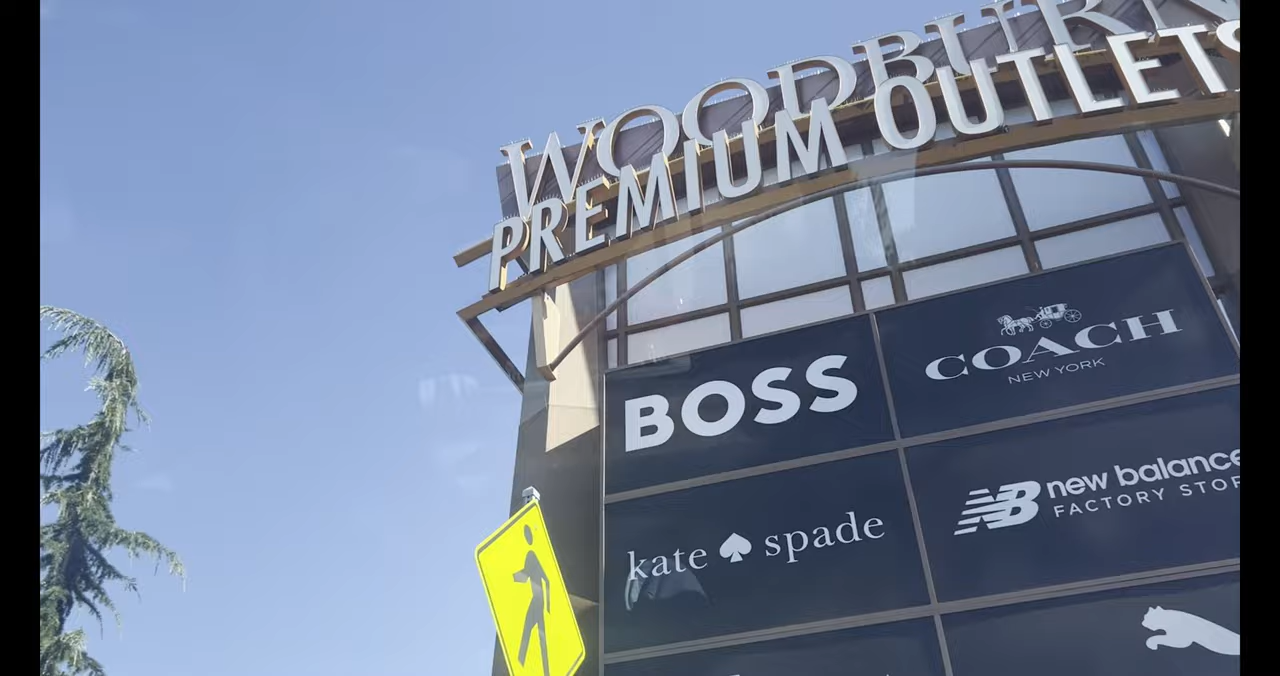 WOODBURN
PREMIUM OUTLETS
BOSS
COACH
NEW YORK
kate spade
new balance
FACTORY STOR